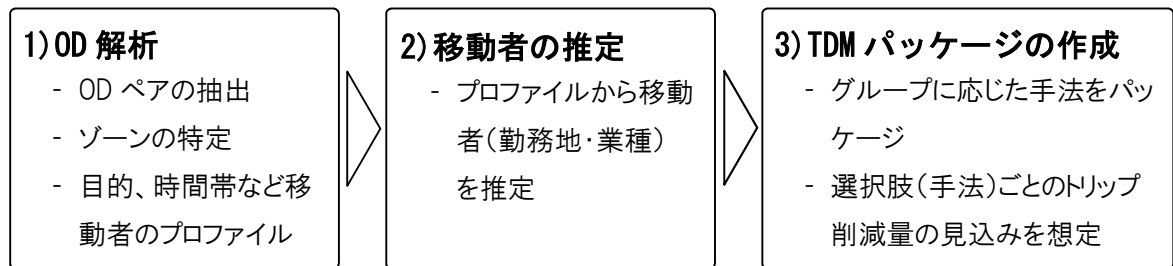 1)OD 解析
- ODペアの抽出
- ゾーンの特定
- 目的、時間帯など移
動者のプロファイル
2)移動者の推定
- プロファイルから移動
者(勤務地・業種)
を推定
3)TDM パッケージの作成
- グループに応じた手法をパッ
ケージ
- 選択肢(手法)ごとのトリップ
削減量の見込みを想定